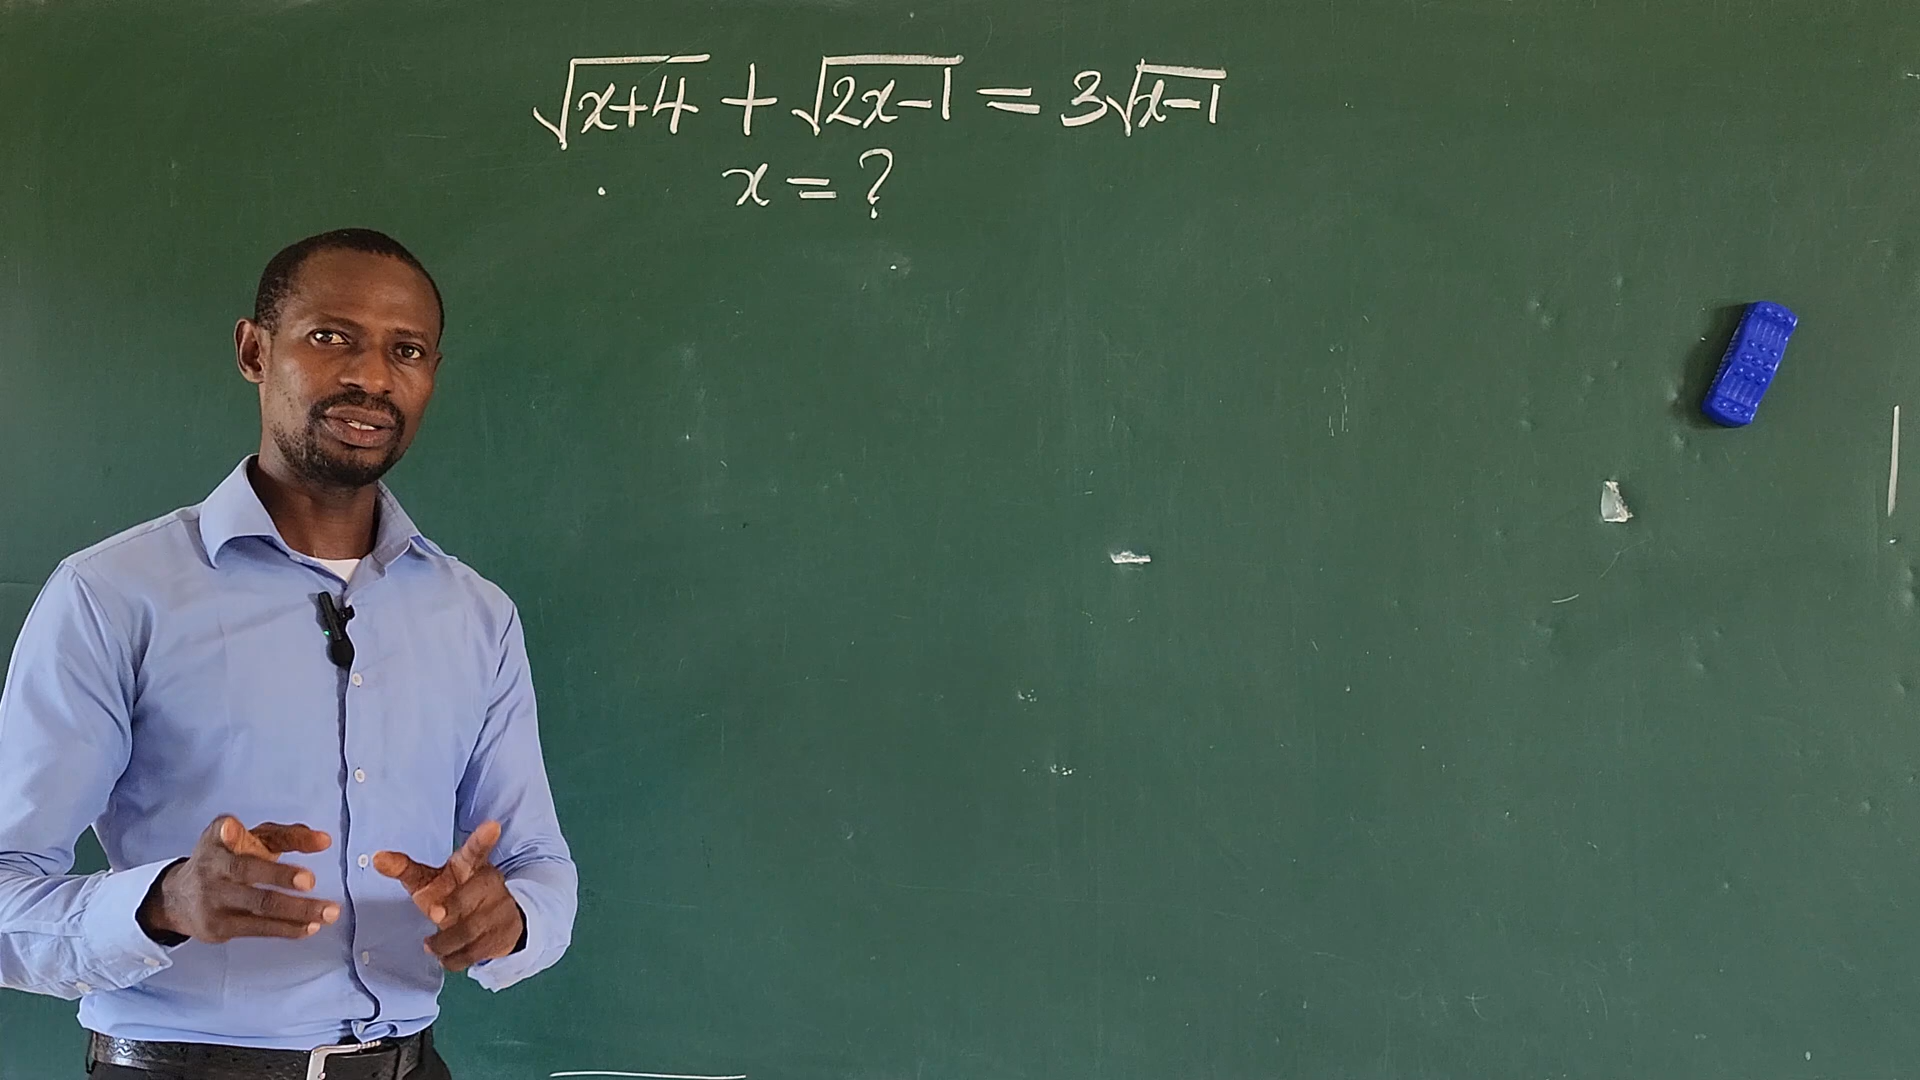 √(x+4) + √(2x-1) = 3√(x-1)
x = ?